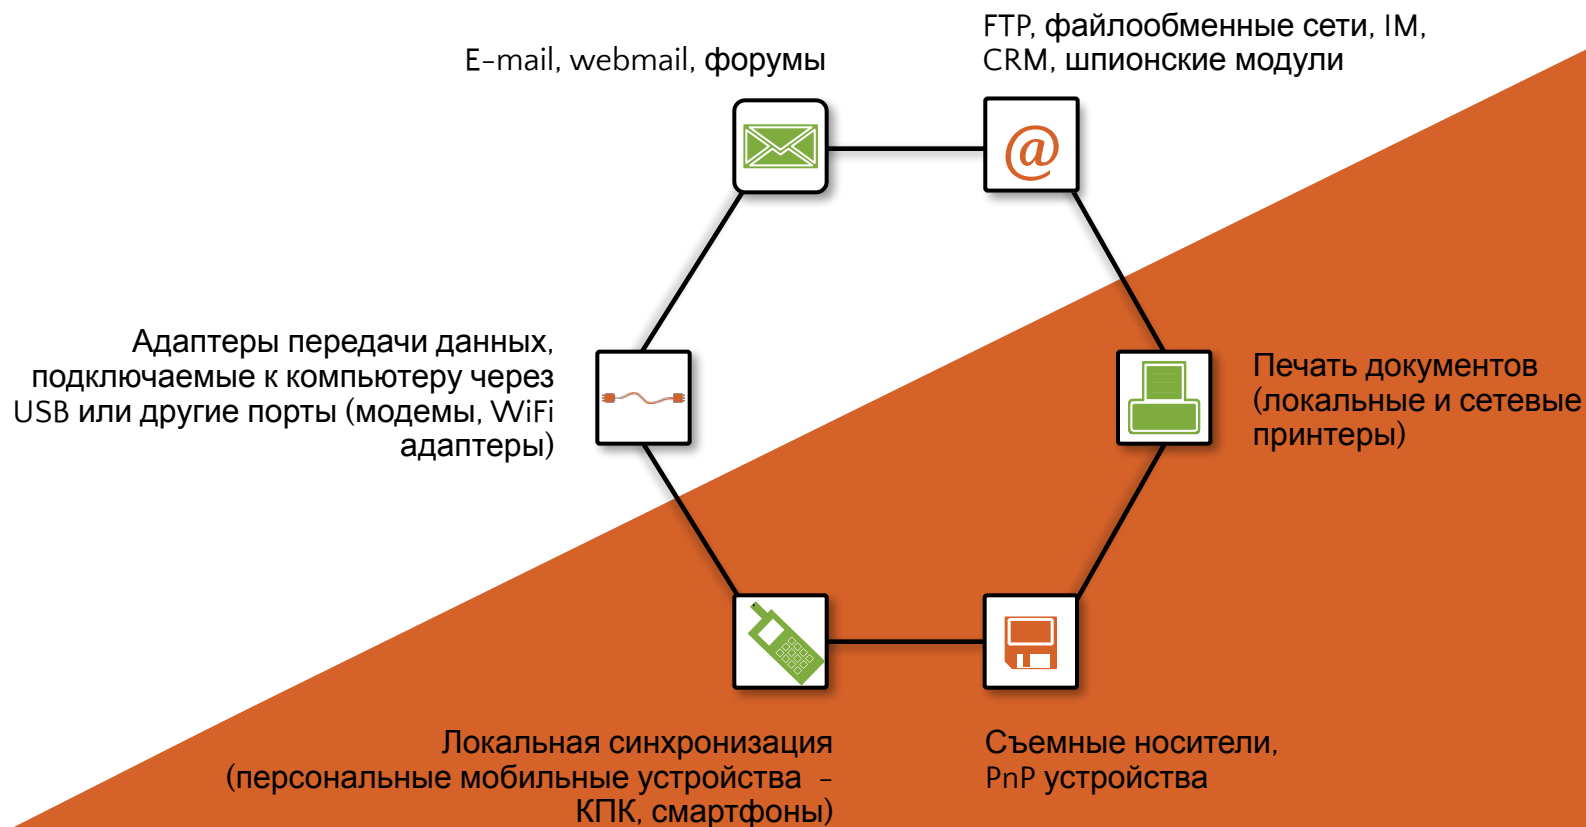 E-mail, webmail, форумы
FTP, файлообменные сети, IM,
CRM, шпионские модули
@
Адаптеры передачи данных,
подключаемые к компьютеру через
USB или другие порты (модемы, WiFi
адаптеры)
Печать документов
(локальные и сетевые
принтеры)
Локальная синхронизация
(персональные мобильные устройства -
КПК, смартфоны)
Съемные носители,
PnP устройства